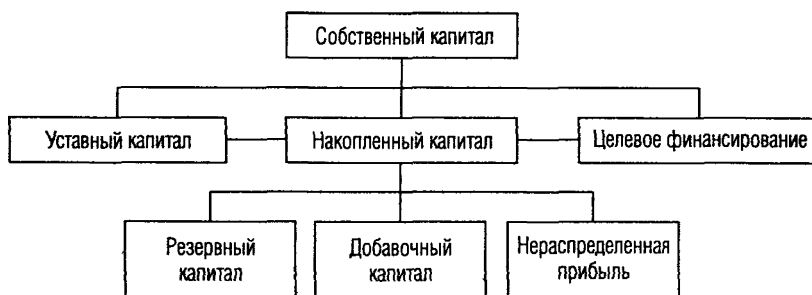 Собственный капитал
Уставный капитал
Накопленный капитал
Целевое финансирование
Резервный
капитал
Добавочный
капитал
Нераспределенная
прибыль